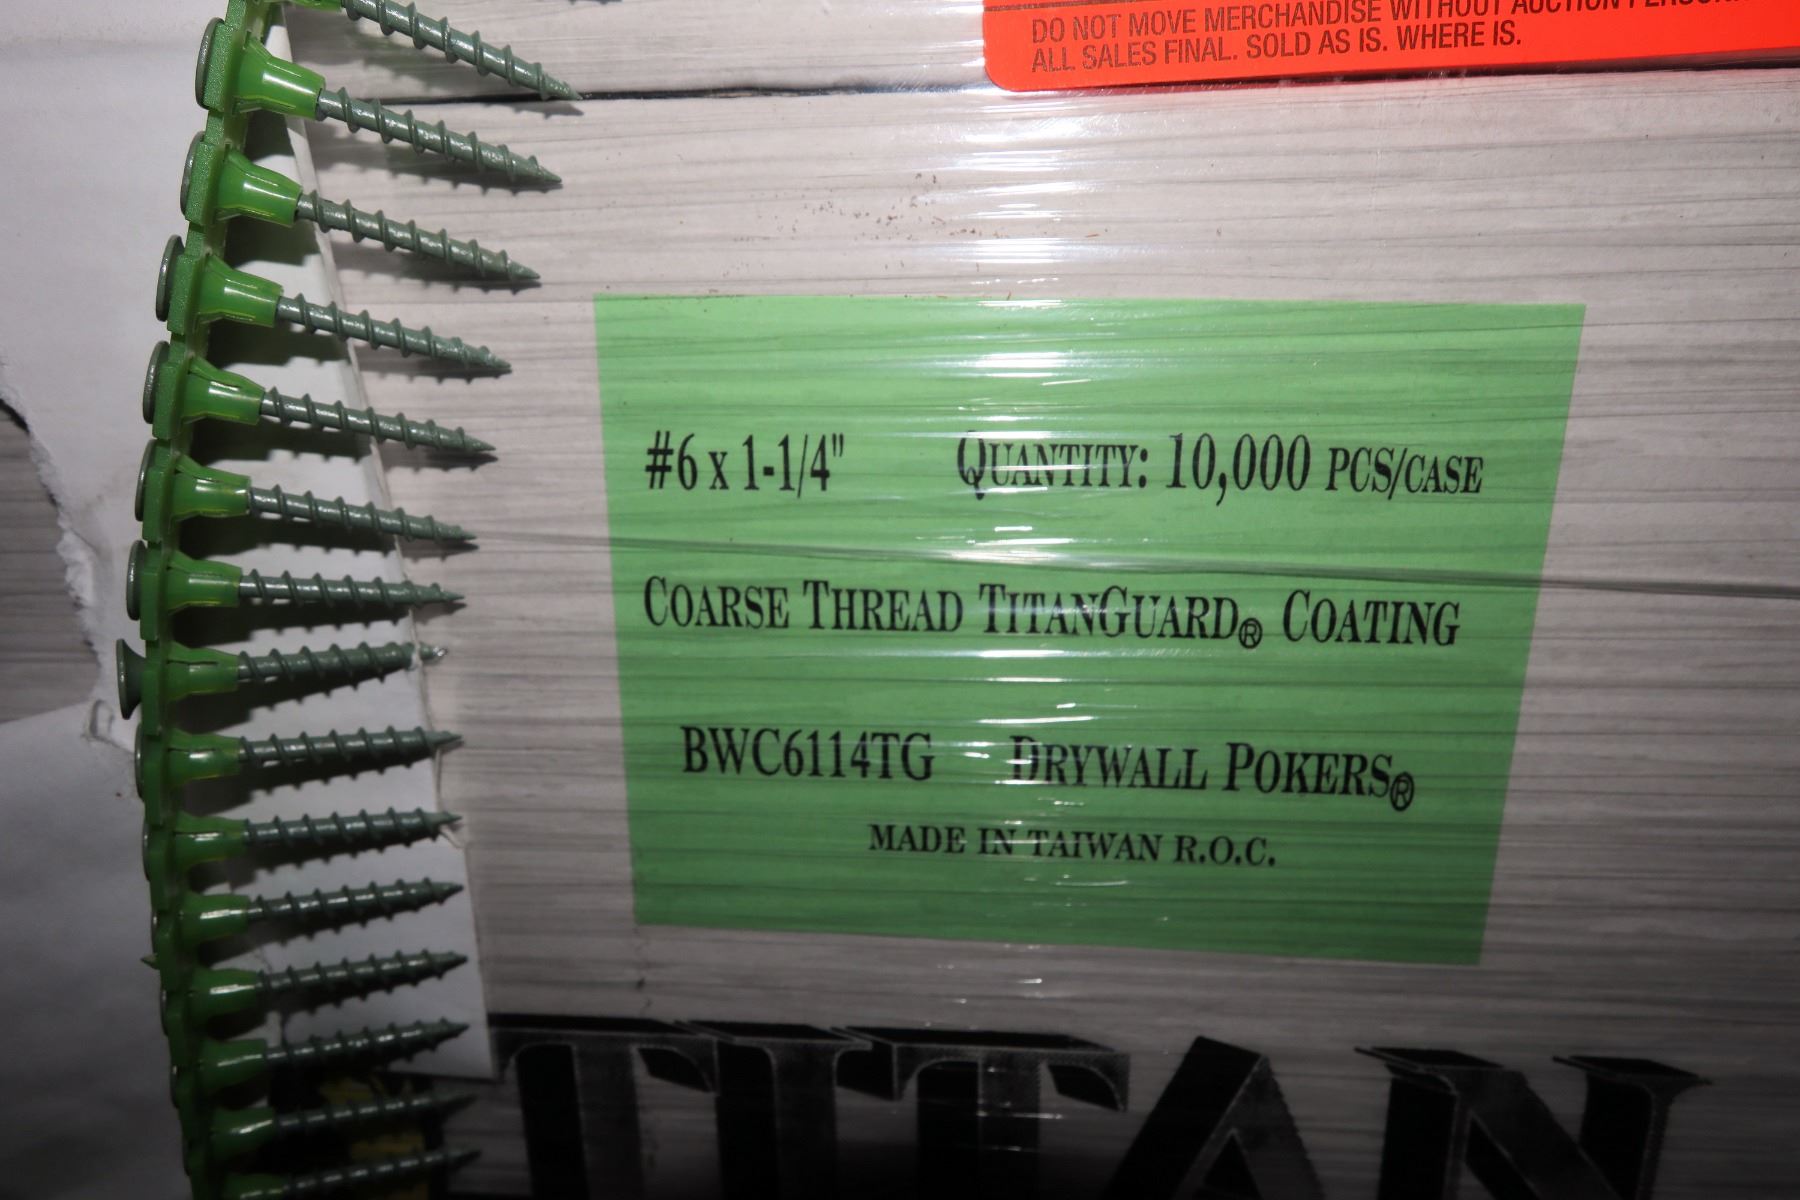 DO NOT MOVE MERCHANDISE WITHOUT AUCTION
ALL SALES FINAL. SOLD AS IS. WHERE IS.
#6 x 1-1/4" QUANTITY: 10,000 PCS/CASE
COARSE THREAD TITANGUARD® COATING
BWC6114TG DRYWALL POKERS®
MADE IN TAIWAN R.O.C.
TITAN